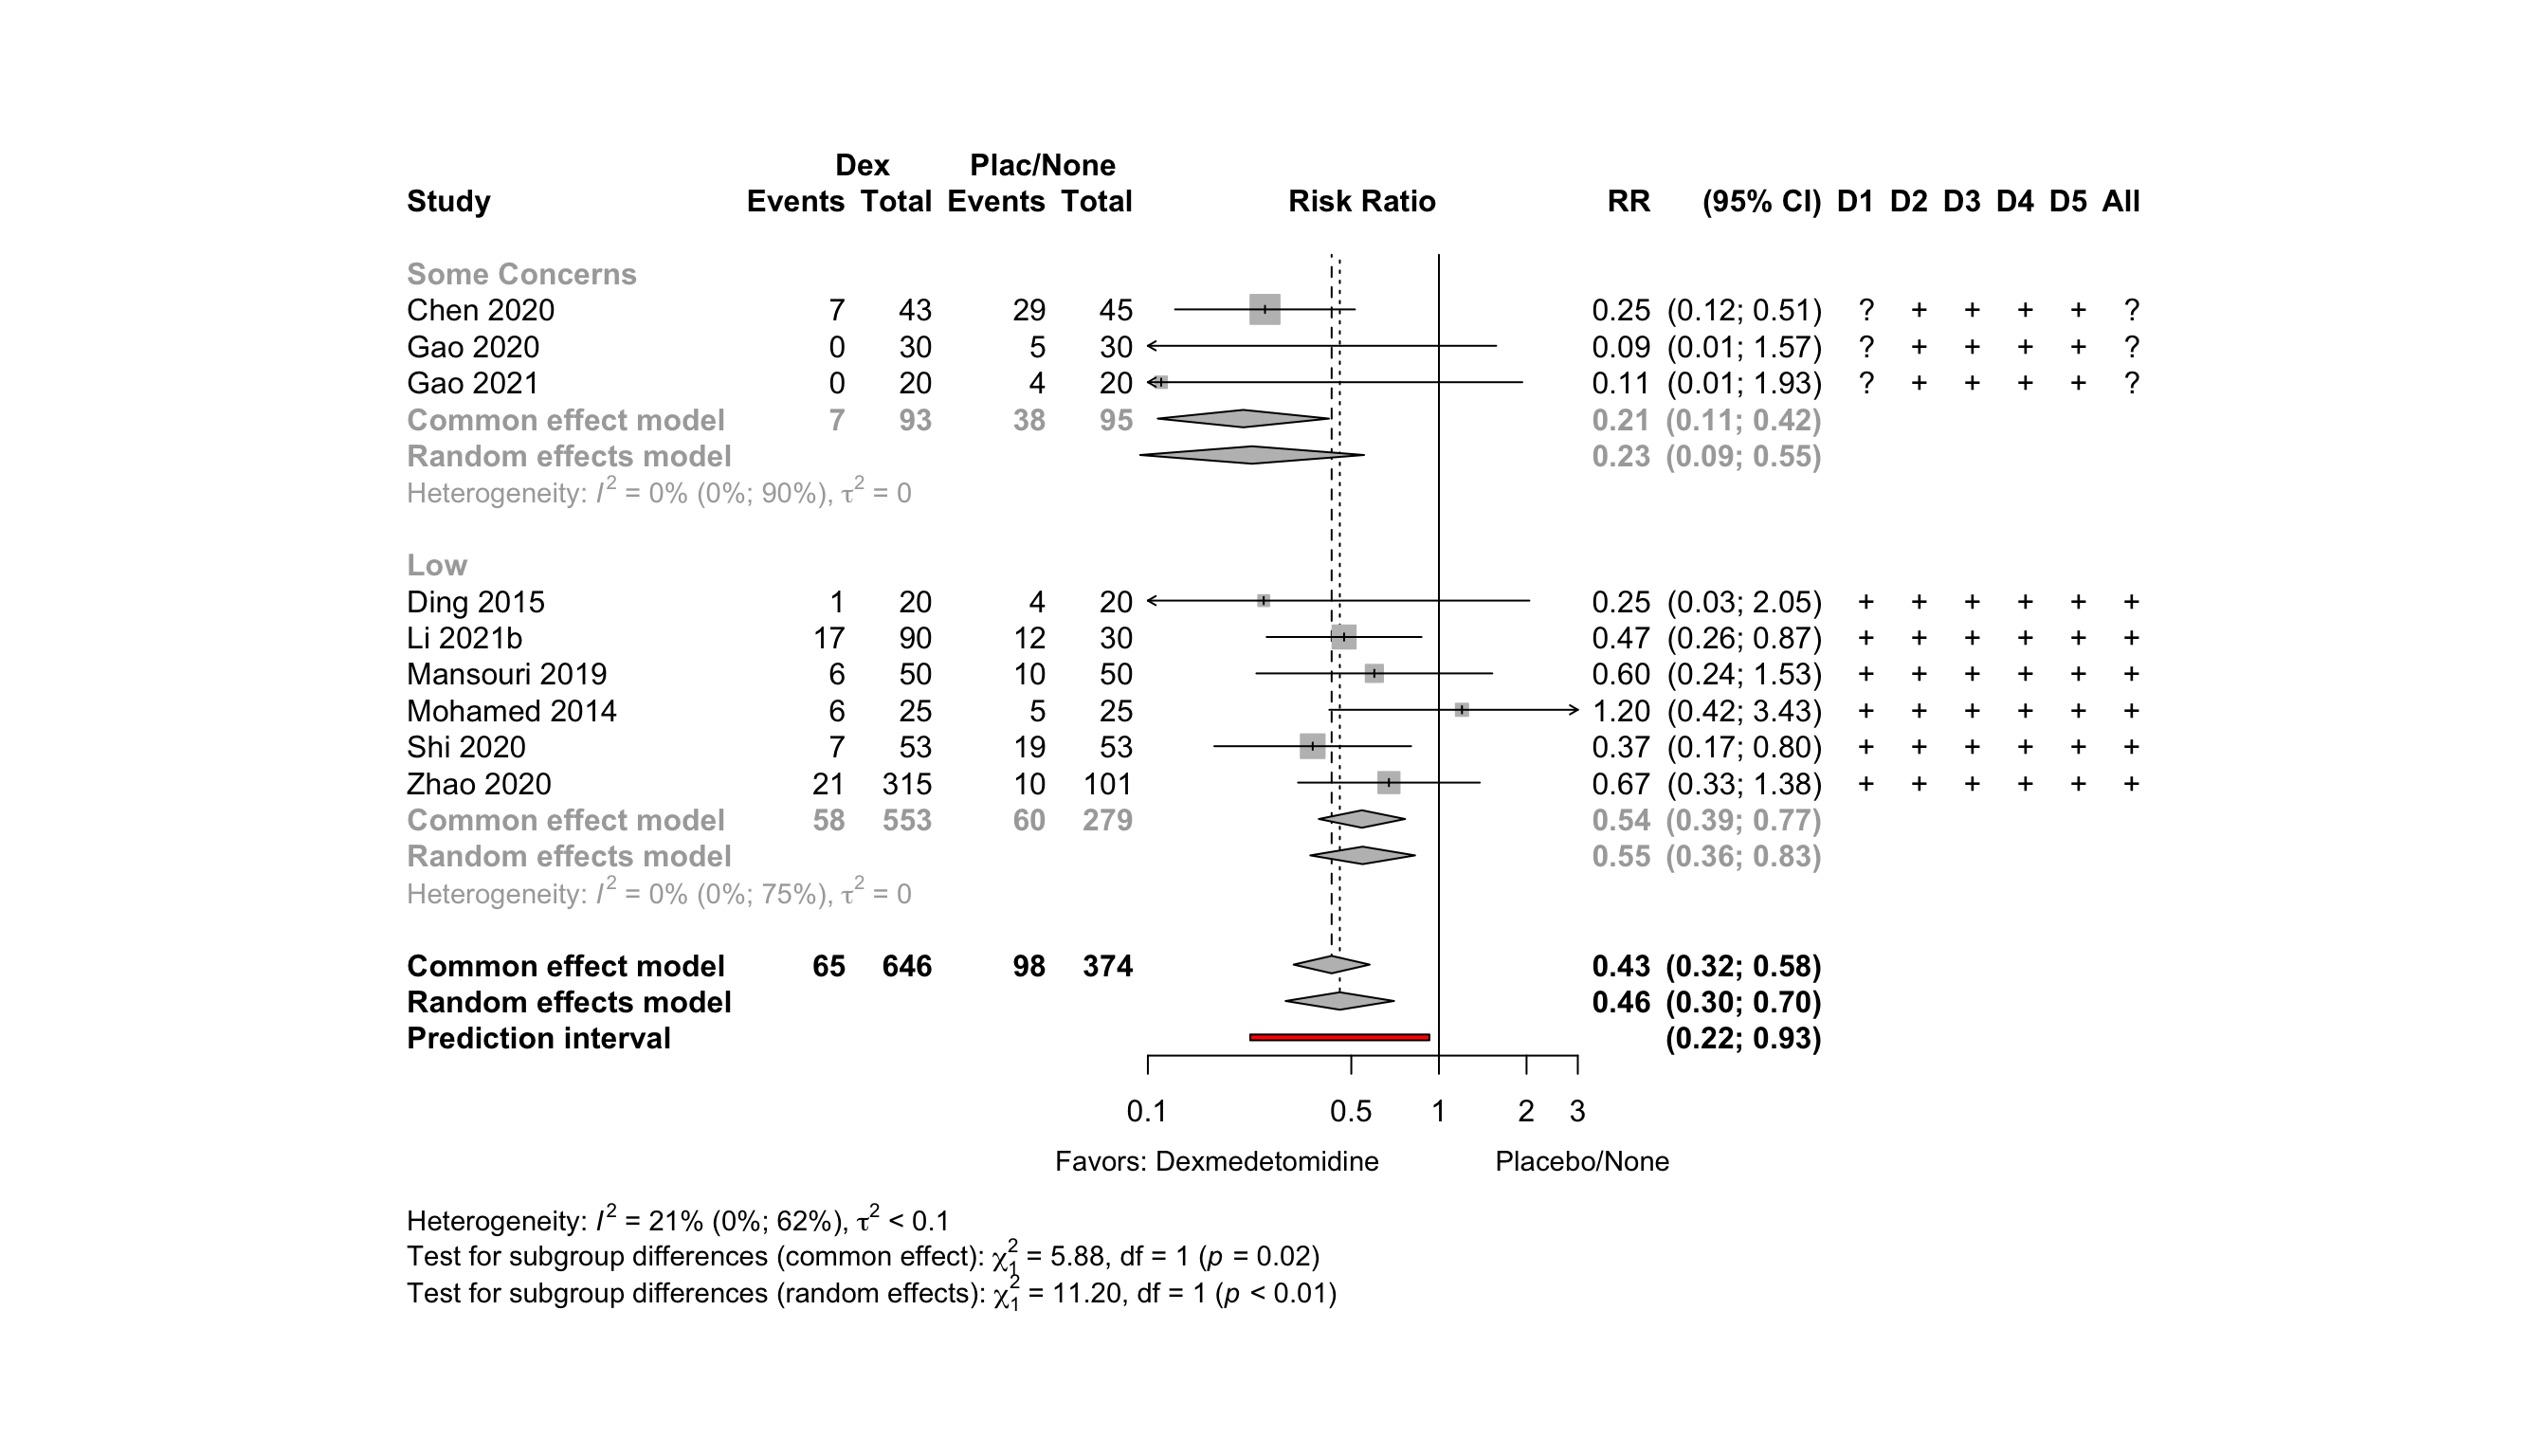 Dex Plac/None
Study Events Total Events Total Risk Ratio RR (95% CI) D1 D2 D3 D4 D5 All
Some Concerns
Chen 2020 7 43 29 45 0.25 (0.12; 0.51) ? + + + + ?
Gao 2020 0 30 5 30 0.09 (0.01; 1.57) ? + + + + ?
Gao 2021 0 20 4 20 0.11 (0.01; 1.93) ? + + + + ?
Common effect model 7 93 38 95 0.21 (0.11; 0.42)
Random effects model 0.23 (0.09; 0.55)
Heterogeneity: I² = 0% (0%; 90%), τ² = 0
Low
Ding 2015 1 20 4 20 0.25 (0.03; 2.05) + + + + + +
Li 2021b 17 90 12 30 0.47 (0.26; 0.87) + + + + + +
Mansouri 2019 6 50 10 50 0.60 (0.24; 1.53) + + + + + +
Mohamed 2014 6 25 5 25 1.20 (0.42; 3.43) + + + + + +
Shi 2020 7 53 19 53 0.37 (0.17; 0.80) + + + + + +
Zhao 2020 21 315 10 101 0.67 (0.33; 1.38) + + + + + +
Common effect model 58 553 60 279 0.54 (0.39; 0.77)
Random effects model 0.55 (0.36; 0.83)
Heterogeneity: I² = 0% (0%; 75%), τ² = 0
Common effect model 65 646 98 374 0.43 (0.32; 0.58)
Random effects model 0.46 (0.30; 0.70)
Prediction interval (0.22; 0.93)
0.1 0.5 1 2 3
Favors: Dexmedetomidine Placebo/None
Heterogeneity: I² = 21% (0%; 62%), τ² < 0.1
Test for subgroup differences (common effect): χ₁² = 5.88, df = 1 (p = 0.02)
Test for subgroup differences (random effects): χ₁² = 11.20, df = 1 (p < 0.01)